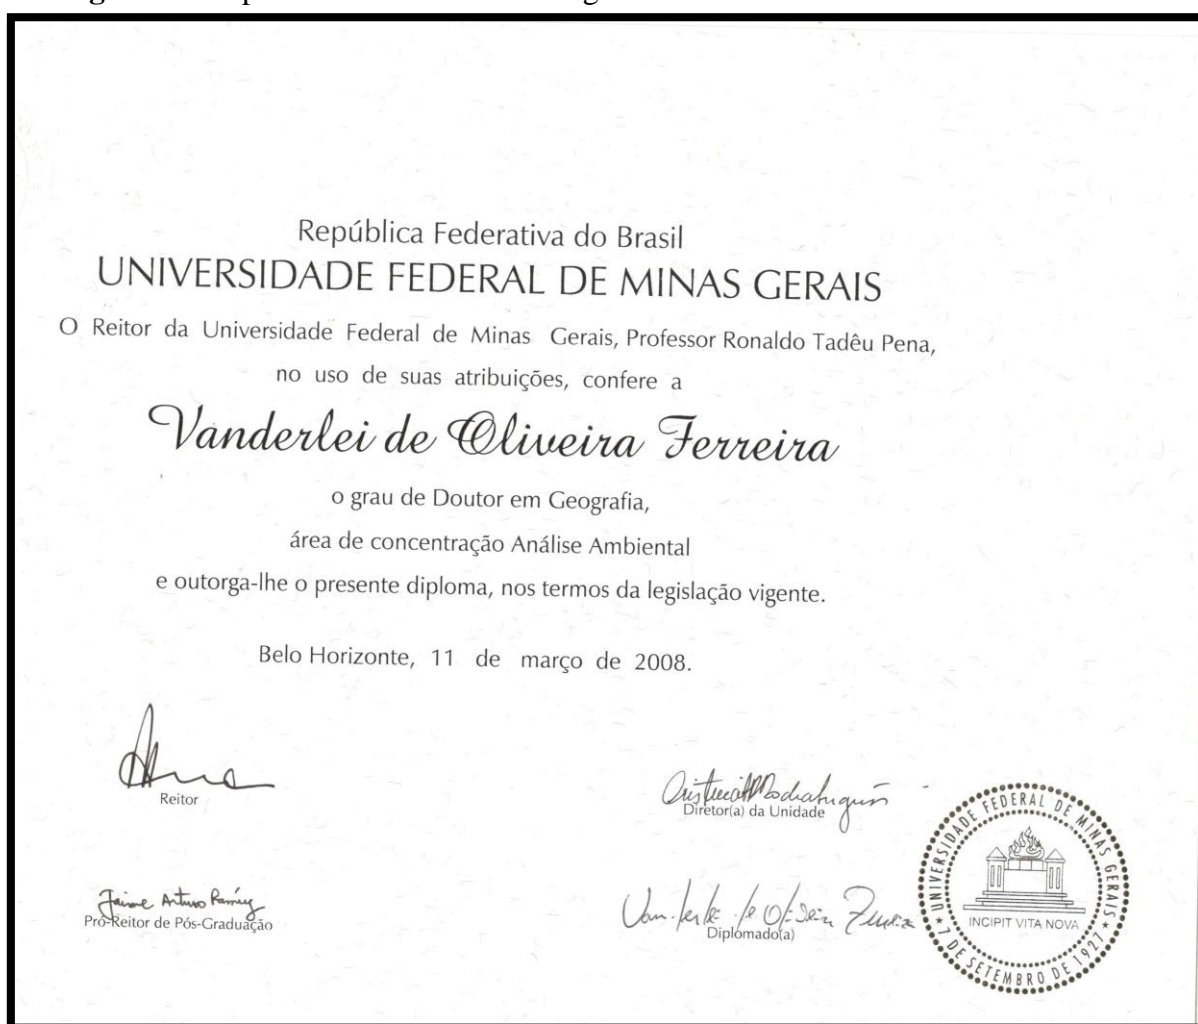 República Federativa do Brasil
UNIVERSIDADE FEDERAL DE MINAS GERAIS
O Reitor da Universidade Federal de Minas Gerais, Professor Ronaldo Tadêu Pena,
no uso de suas atribuições, confere a
Vanderlei de Oliveira Ferreira
o grau de Doutor em Geografia,
área de concentração Análise Ambiental
e outorga-lhe o presente diploma, nos termos da legislação vigente.
Belo Horizonte, 11 de março de 2008.
Reitor
Diretor(a) da Unidade
Jaime Arturo Ramírez
Pró-Reitor de Pós-Graduação
Diplomado(a)
UNIVERSIDADE FEDERAL DE MINAS GERAIS
INCIPIT VITA NOVA
* 7 DE SETEMBRO DE 1927 *